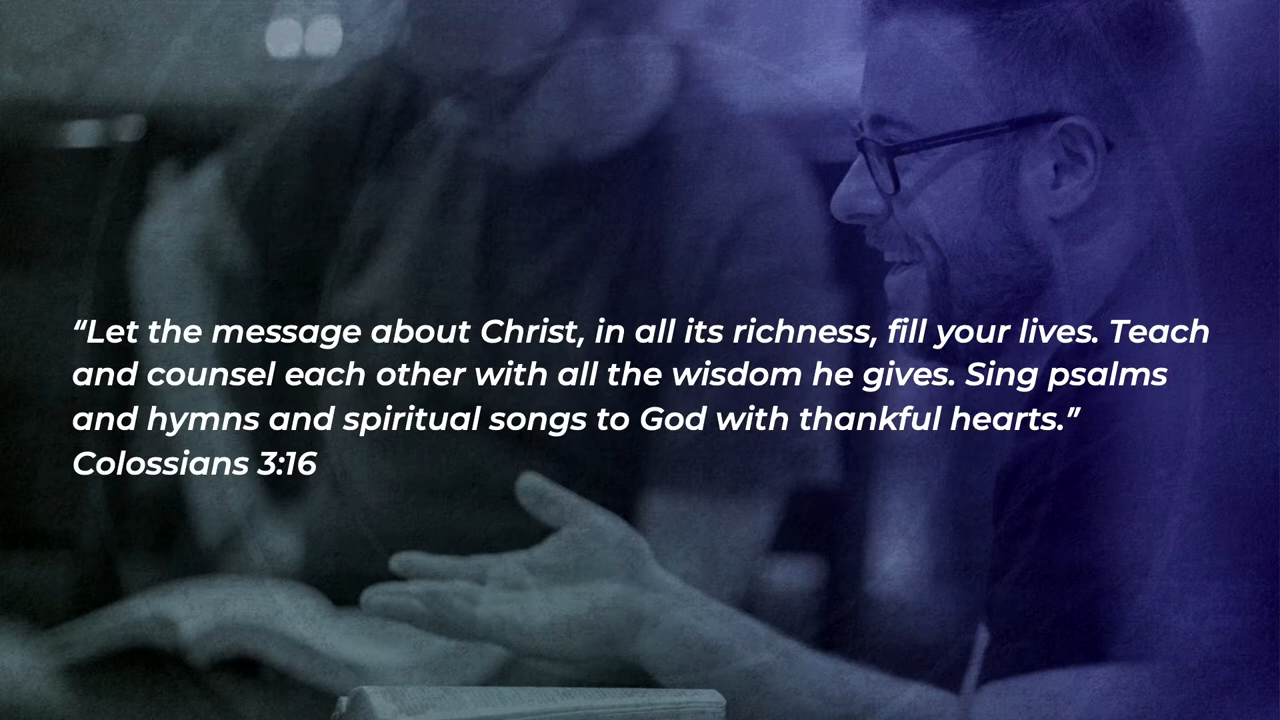 “Let the message about Christ, in all its richness, fill your lives. Teach
and counsel each other with all the wisdom he gives. Sing psalms
and hymns and spiritual songs to God with thankful hearts.”
Colossians 3:16